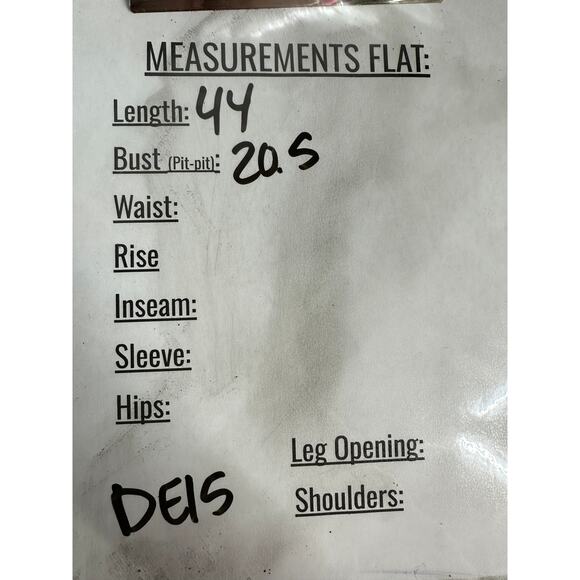 MEASUREMENTS FLAT:
Length: 44
Bust (Pit-pit): 20.5
Waist:
Rise
Inseam:
Sleeve:
Hips:
Leg Opening:
DE15 Shoulders: